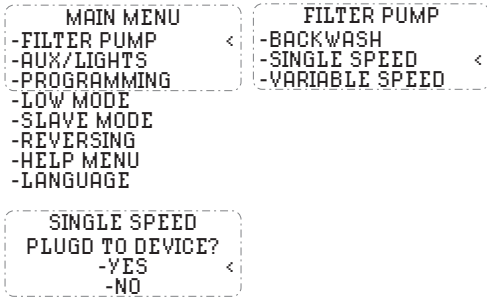 MAIN MENU
-FILTER PUMP <
-AUX/LIGHTS
-PROGRAMMING
-LOW MODE
-SLAVE MODE
-REVERSING
-HELP MENU
-LANGUAGE
FILTER PUMP
-BACKWASH
-SINGLE SPEED <
-VARIABLE SPEED
SINGLE SPEED
PLUGD TO DEVICE?
-YES <
-NO